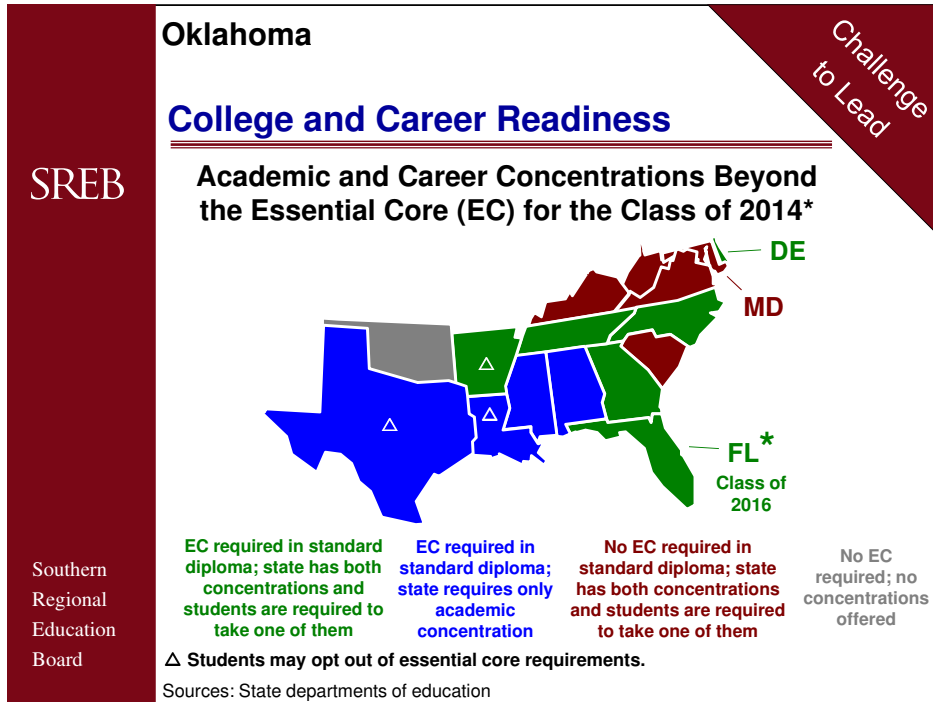 Oklahoma
Challenge
to Lead
College and Career Readiness
SREB
Academic and Career Concentrations Beyond
the Essential Core (EC) for the Class of 2014*
DE
MD
FL*
Class of
2016
EC required in standard
diploma; state has both
concentrations and
students are required to
take one of them
EC required in
standard diploma;
state requires only
academic
concentration
No EC required in
standard diploma; state
has both concentrations
and students are required
to take one of them
No EC
required; no
concentrations
offered
Southern
Regional
Education
Board
△ Students may opt out of essential core requirements.
Sources: State departments of education